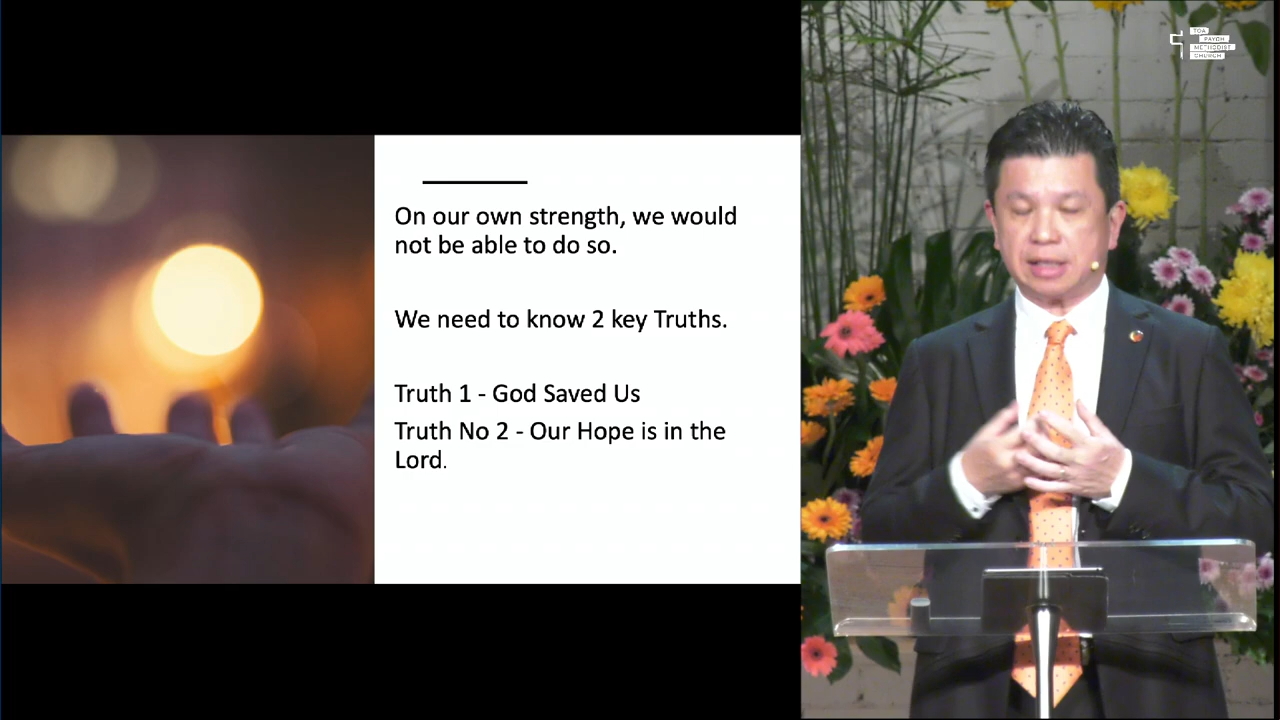 TOA
PAYOH
METHODIST
CHURCH
On our own strength, we would
not be able to do so.
We need to know 2 key Truths.
Truth 1 - God Saved Us
Truth No 2 - Our Hope is in the
Lord.